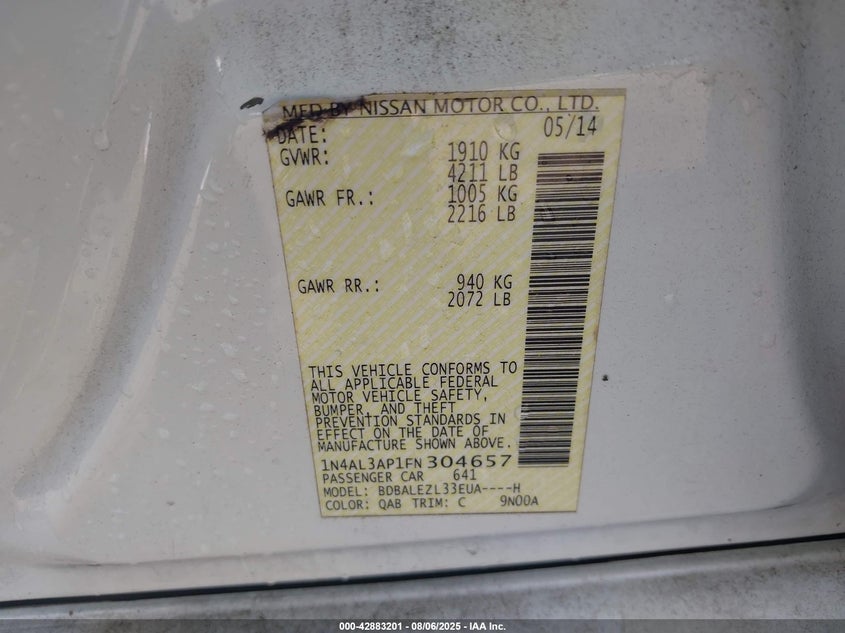 MFD BY NISSAN MOTOR CO., LTD.
DATE: 05/14
GVWR: 1910 KG
4211 LB
GAWR FR.: 1005 KG
2216 LB
GAWR RR.: 940 KG
2072 LB
THIS VEHICLE CONFORMS TO
ALL APPLICABLE FEDERAL
MOTOR VEHICLE SAFETY,
BUMPER, AND THEFT
PREVENTION STANDARDS IN
EFFECT ON THE DATE OF
MANUFACTURE SHOWN ABOVE.
1N4AL3AP1FN304657
PASSENGER CAR 641
MODEL: BDBALEZL33EUA----H
COLOR: QAB TRIM: C 9N00A
000-42883201 - 08/06/2025 - IAA Inc.